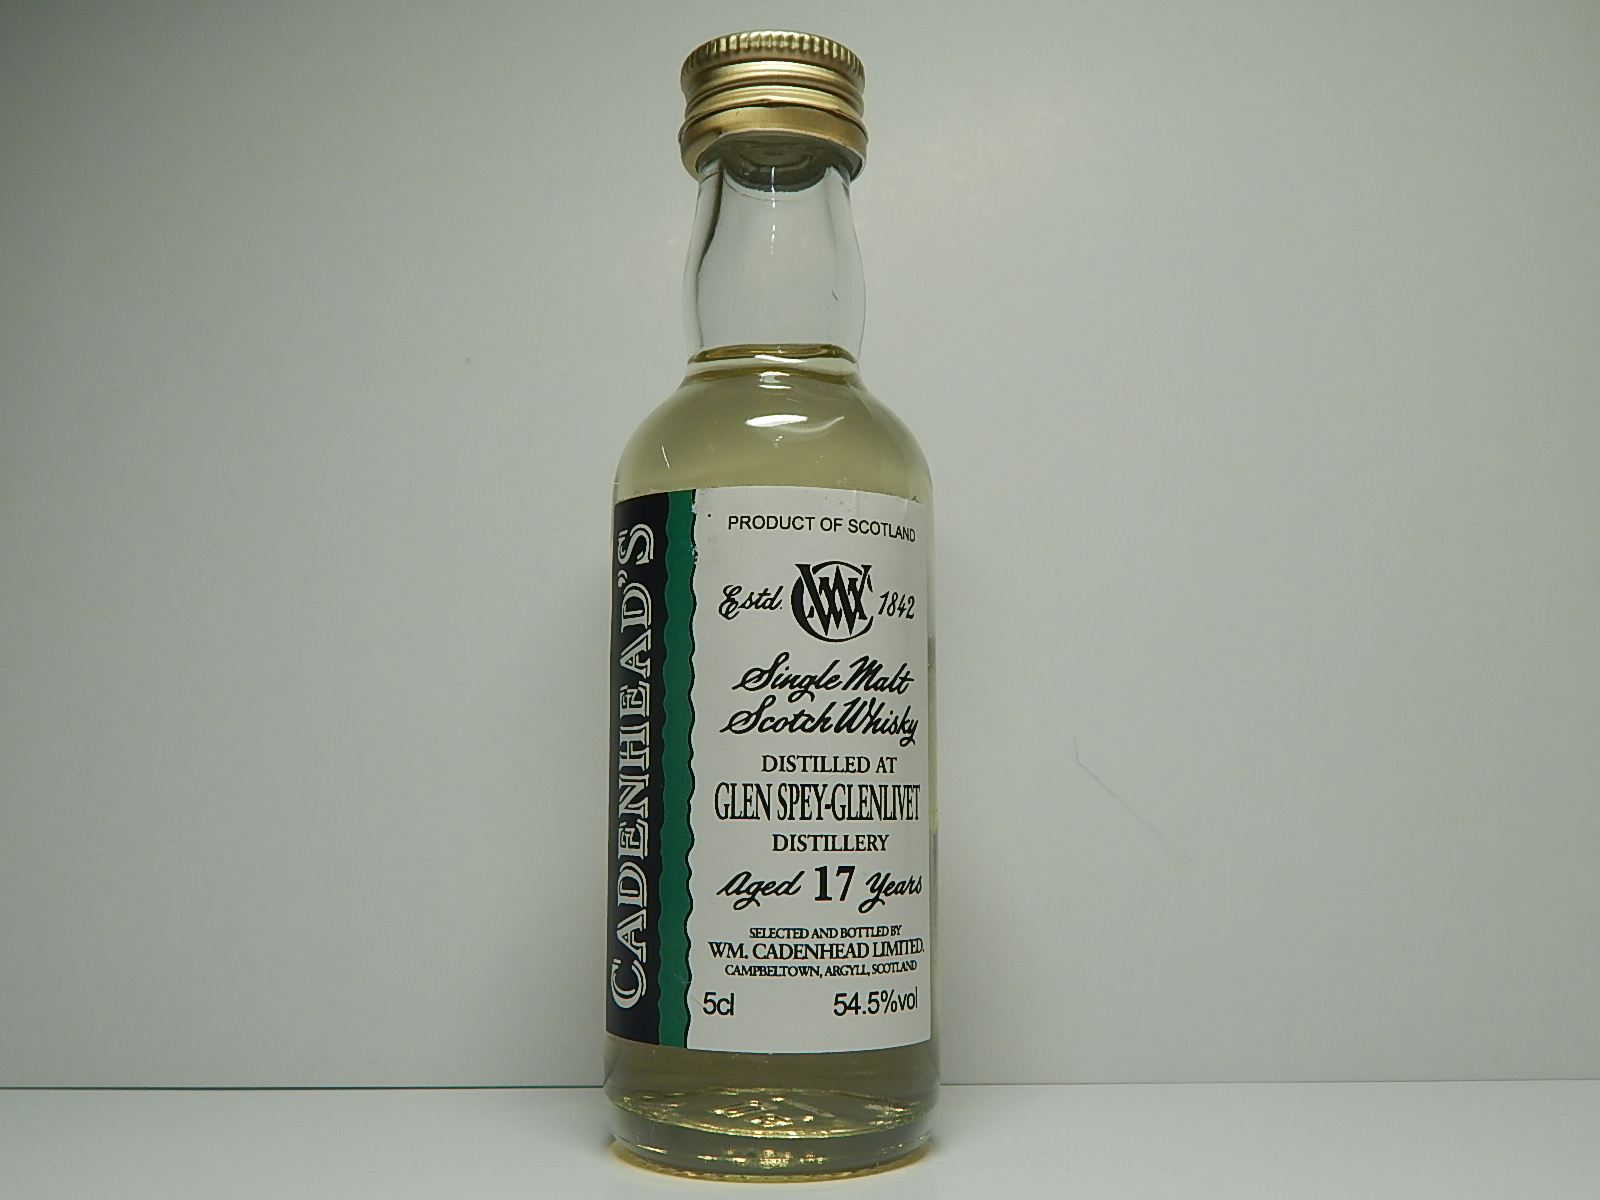 CADENHEAD'S
PRODUCT OF SCOTLAND
Estd. WC 1842
Single Malt
Scotch Whisky
DISTILLED AT
GLEN SPEY-GLENLIVET
DISTILLERY
Aged 17 Years
SELECTED AND BOTTLED BY
WM. CADENHEAD LIMITED.
CAMPBELTOWN, ARGYLL, SCOTLAND
5cl 54.5%vol